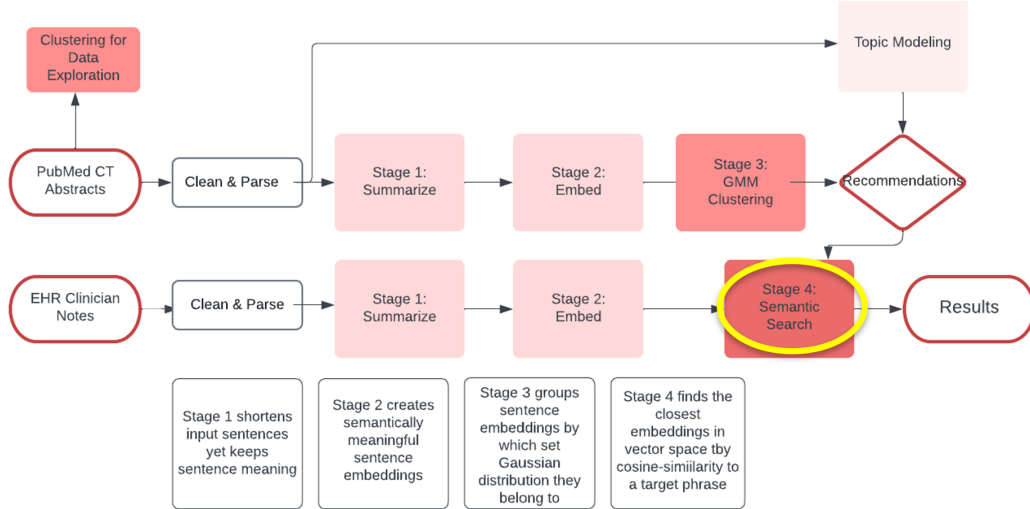 Clustering for
Data
Exploration
Topic Modeling
PubMed CT
Abstracts
Clean & Parse
Stage 1:
Summarize
Stage 2:
Embed
Stage 3:
GMM
Clustering
Recommendations
EHR Clinician
Notes
Clean & Parse
Stage 1:
Summarize
Stage 2:
Embed
Stage 4:
Semantic
Search
Results
Stage 1 shortens
input sentences
yet keeps
sentence meaning
Stage 2 creates
semantically
meaningful
sentence
embeddings
Stage 3 groups
sentence
embeddings by
which set
Gaussian
distribution they
belong to
Stage 4 finds the
closest
embeddings in
vector space tby
cosine-simiilarity to
a target phrase